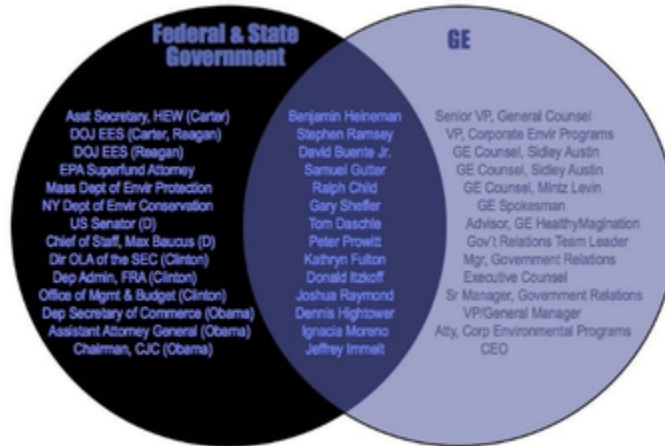 Federal & State
Government
GE
Asst Secretary, HEW (Carter) Benjamin Heineman Senior VP, General Counsel
DOJ EES (Carter, Reagan) Stephen Ramsey VP, Corporate Envir Programs
DOJ EES (Reagan) David Buente Jr. GE Counsel, Sidley Austin
EPA Superfund Attorney Samuel Gutter GE Counsel, Sidley Austin
Mass Dept of Envir Protection Ralph Child GE Counsel, Mintz Levin
NY Dept of Envir Conservation Gary Sheffer GE Spokesman
US Senator (D) Tom Daschle Advisor, GE HealthyMagination
Chief of Staff, Max Baucus (D) Peter Prowitt Gov't Relations Team Leader
Dir OLA of the SEC (Clinton) Kathryn Fulton Mgr, Government Relations
Dep Admin, FRA (Clinton) Donald Itzkoff Executive Counsel
Office of Mgmt & Budget (Clinton) Joshua Raymond Sr Manager, Government Relations
Dep Secretary of Commerce (Obama) Dennis Hightower VP/General Manager
Assistant Attorney General (Obama) Ignacia Moreno Atty, Corp Environmental Programs
Chairman, CJC (Obama) Jeffrey Immelt CEO